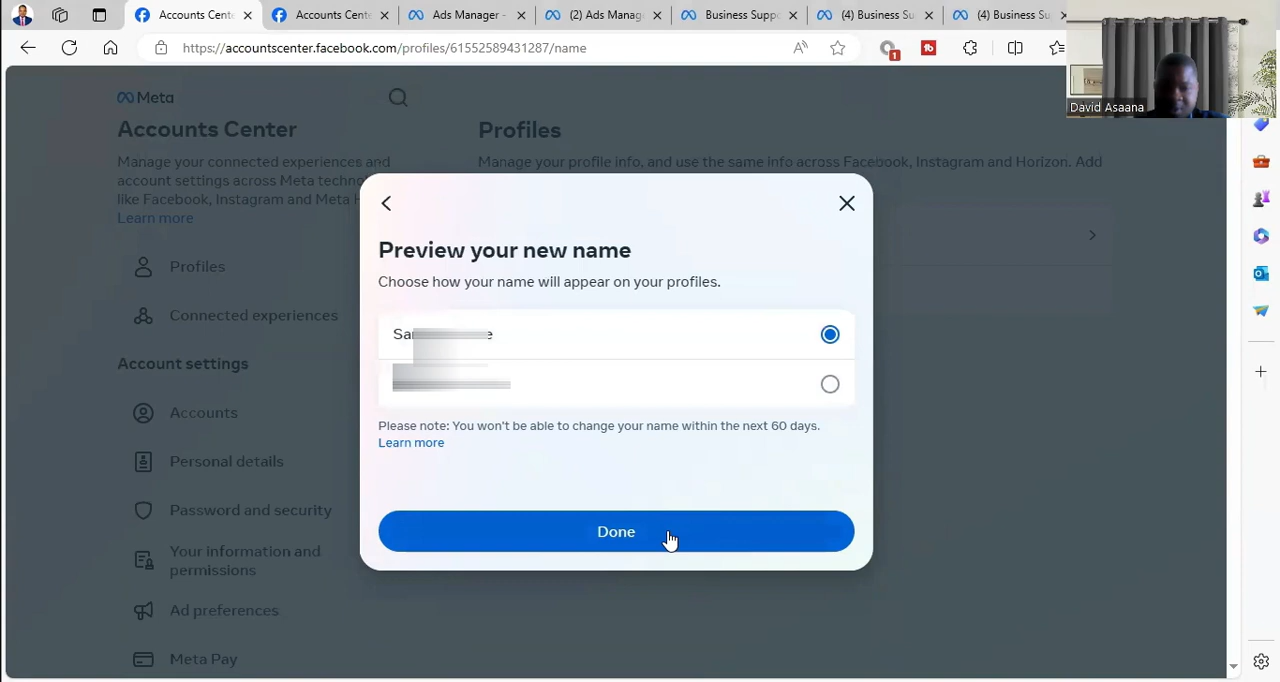 Accounts Cente
Accounts Cente
Ads Manager -
(2) Ads Manag
Business Suppo
(4) Business Su
(4) Business Su
https://accountscenter.facebook.com/profiles/61552589431287/name
1
David Asaana
Meta
Accounts Center
Manage your connected experiences and
account settings across Meta techno
like Facebook, Instagram and Meta H
Learn more
Profiles
Connected experiences
Account settings
Accounts
Personal details
Password and security
Your information and
permissions
Ad preferences
Meta Pay
Profiles
Manage your profile info, and use the same info across Facebook, Instagram and Horizon. Add
Preview your new name
Choose how your name will appear on your profiles.
Please note: You won't be able to change your name within the next 60 days.
Learn more
Done